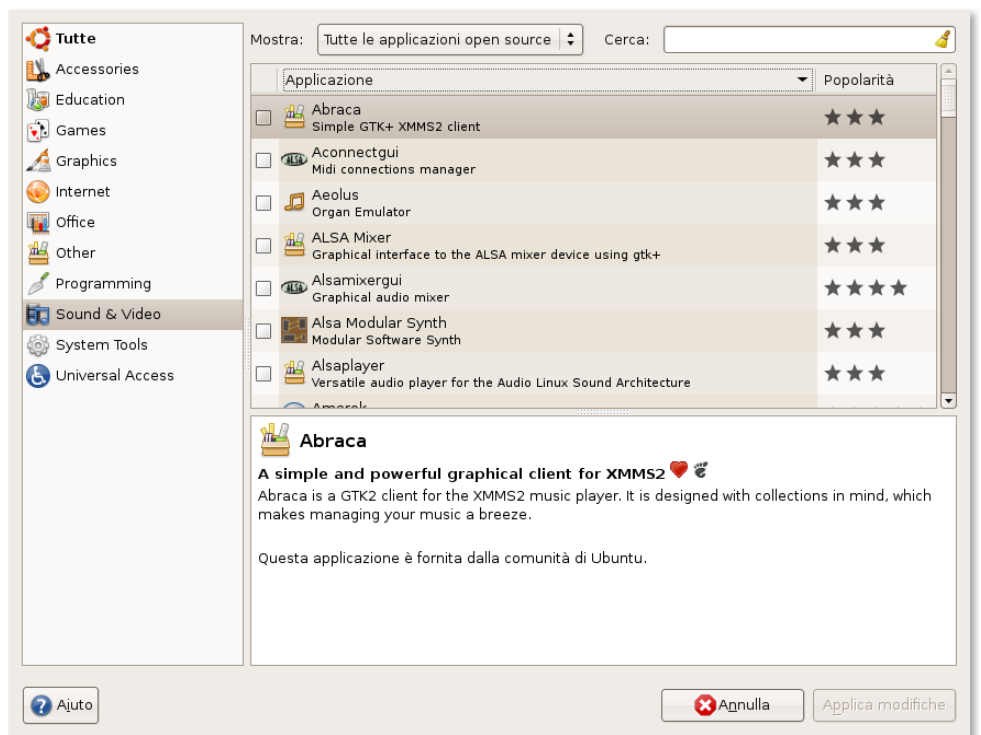 Tutte
Accessories
Education
Games
Graphics
Internet
Office
Other
Programming
Sound & Video
System Tools
Universal Access
Mostra: Tutte le applicazioni open source Cerca:
Applicazione Popolarità
Abraca
Simple GTK+ XMMS2 client
ALSA Aconnectgui
Midi connections manager
Aeolus
Organ Emulator
ALSA Mixer
Graphical interface to the ALSA mixer device using gtk+
ALSA Alsamixergui
Graphical audio mixer
Alsa Modular Synth
Modular Software Synth
Alsaplayer
Versatile audio player for the Audio Linux Sound Architecture
Amarok
Abraca
A simple and powerful graphical client for XMMS2
Abraca is a GTK2 client for the XMMS2 music player. It is designed with collections in mind, which
makes managing your music a breeze.
Questa applicazione è fornita dalla comunità di Ubuntu.
Aiuto
Annulla
Applica modifiche